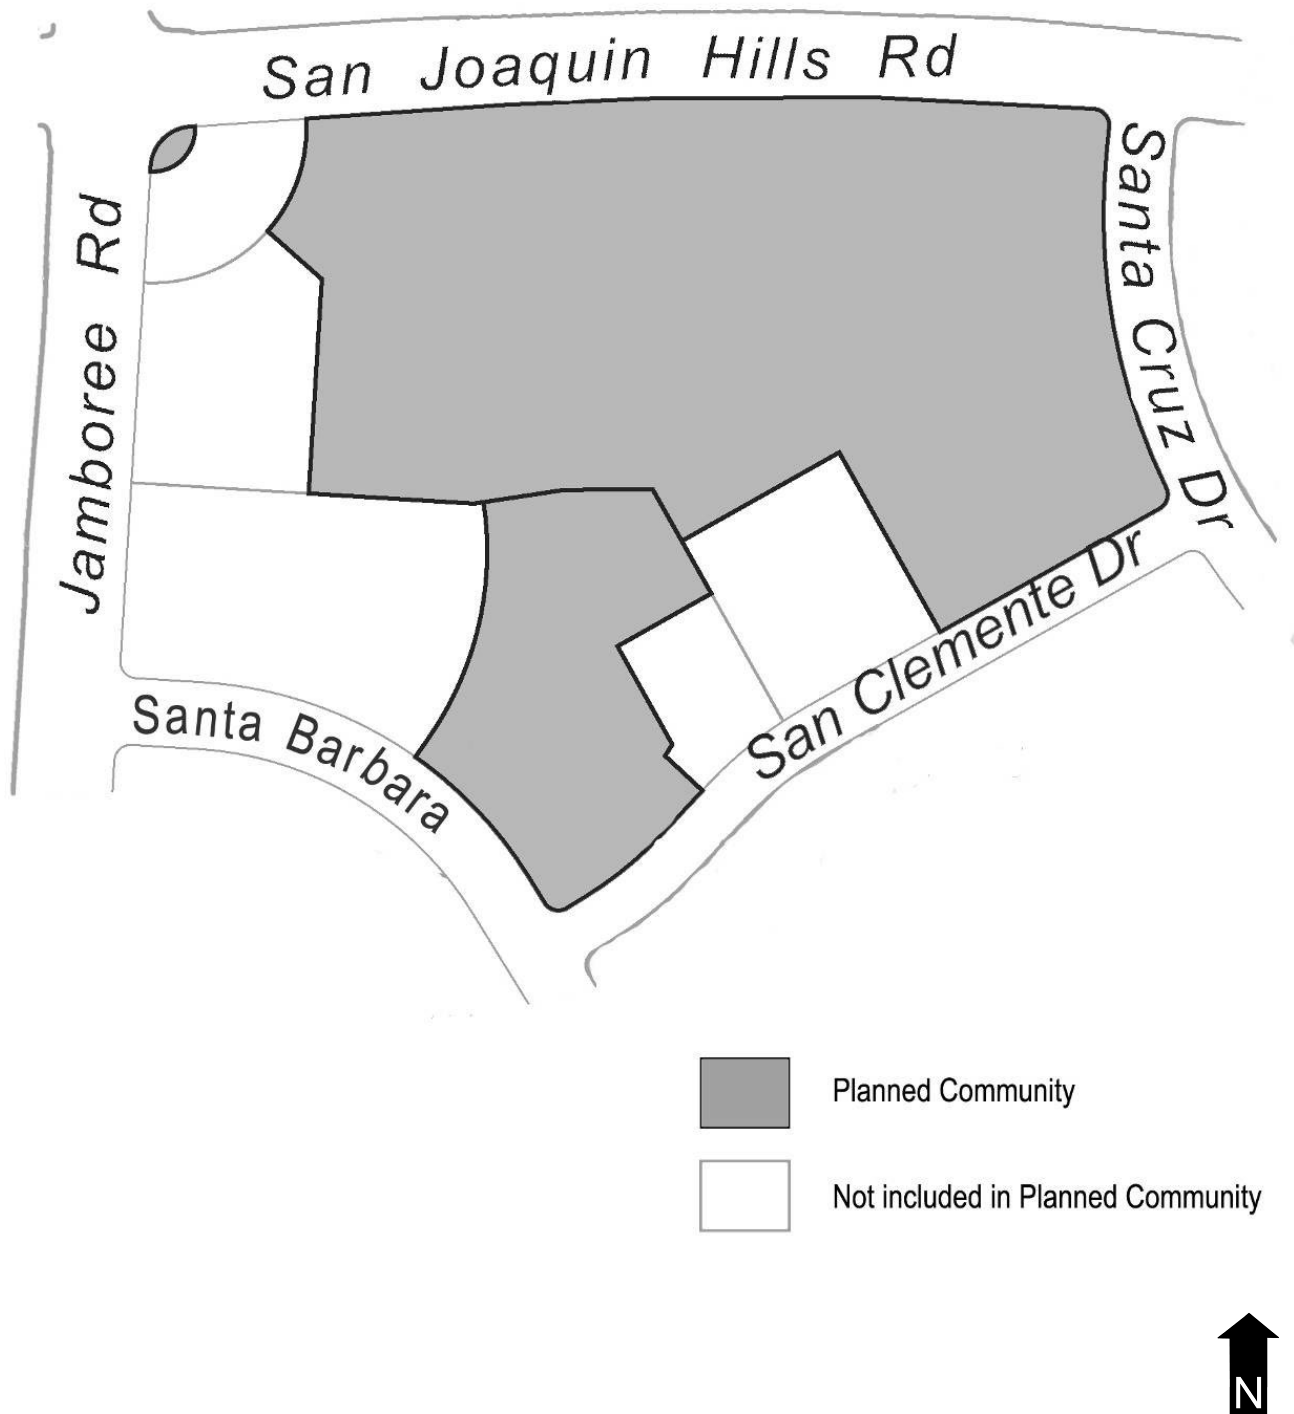 San Joaquin Hills Rd
Jamboree Rd
Santa Cruz Dr
San Clemente Dr
Santa Barbara
Planned Community
Not included in Planned Community
N